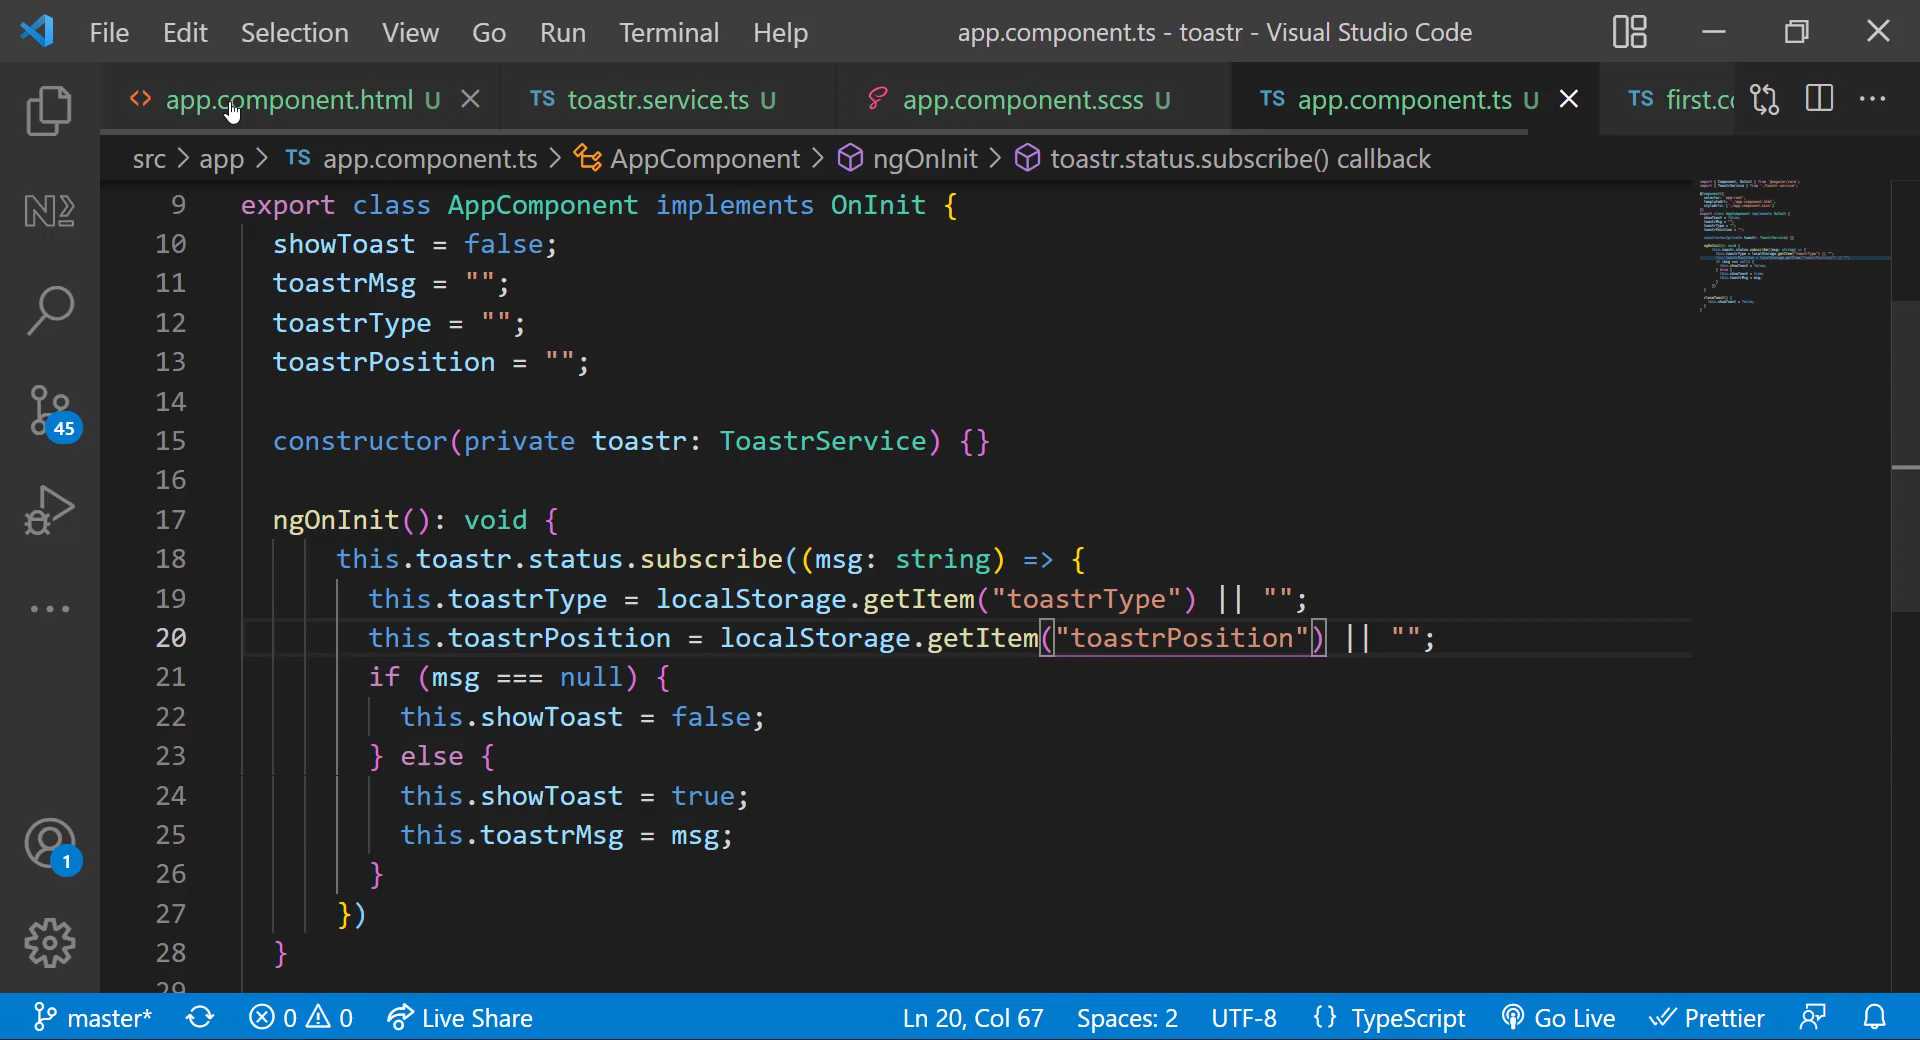 File Edit Selection View Go Run Terminal Help app.component.ts - toastr - Visual Studio Code
app.component.html U TS toastr.service.ts U app.component.scss U TS app.component.ts U TS first.cc
src > app > TS app.component.ts > AppComponent > ngOnInit > toastr.status.subscribe() callback
9 export class AppComponent implements OnInit {
10 showToast = false;
11 toastrMsg = "";
12 toastrType = "";
13 toastrPosition = "";
14
15 constructor(private toastr: ToastrService) {}
16
17 ngOnInit(): void {
18 this.toastr.status.subscribe((msg: string) => {
19 this.toastrType = localStorage.getItem("toastrType") || "";
20 this.toastrPosition = localStorage.getItem("toastrPosition") || "";
21 if (msg === null) {
22 this.showToast = false;
23 } else {
24 this.showToast = true;
25 this.toastrMsg = msg;
26 }
27 })
28 }
29
45
1
master* 0 0 Live Share Ln 20, Col 67 Spaces: 2 UTF-8 {} TypeScript Go Live Prettier